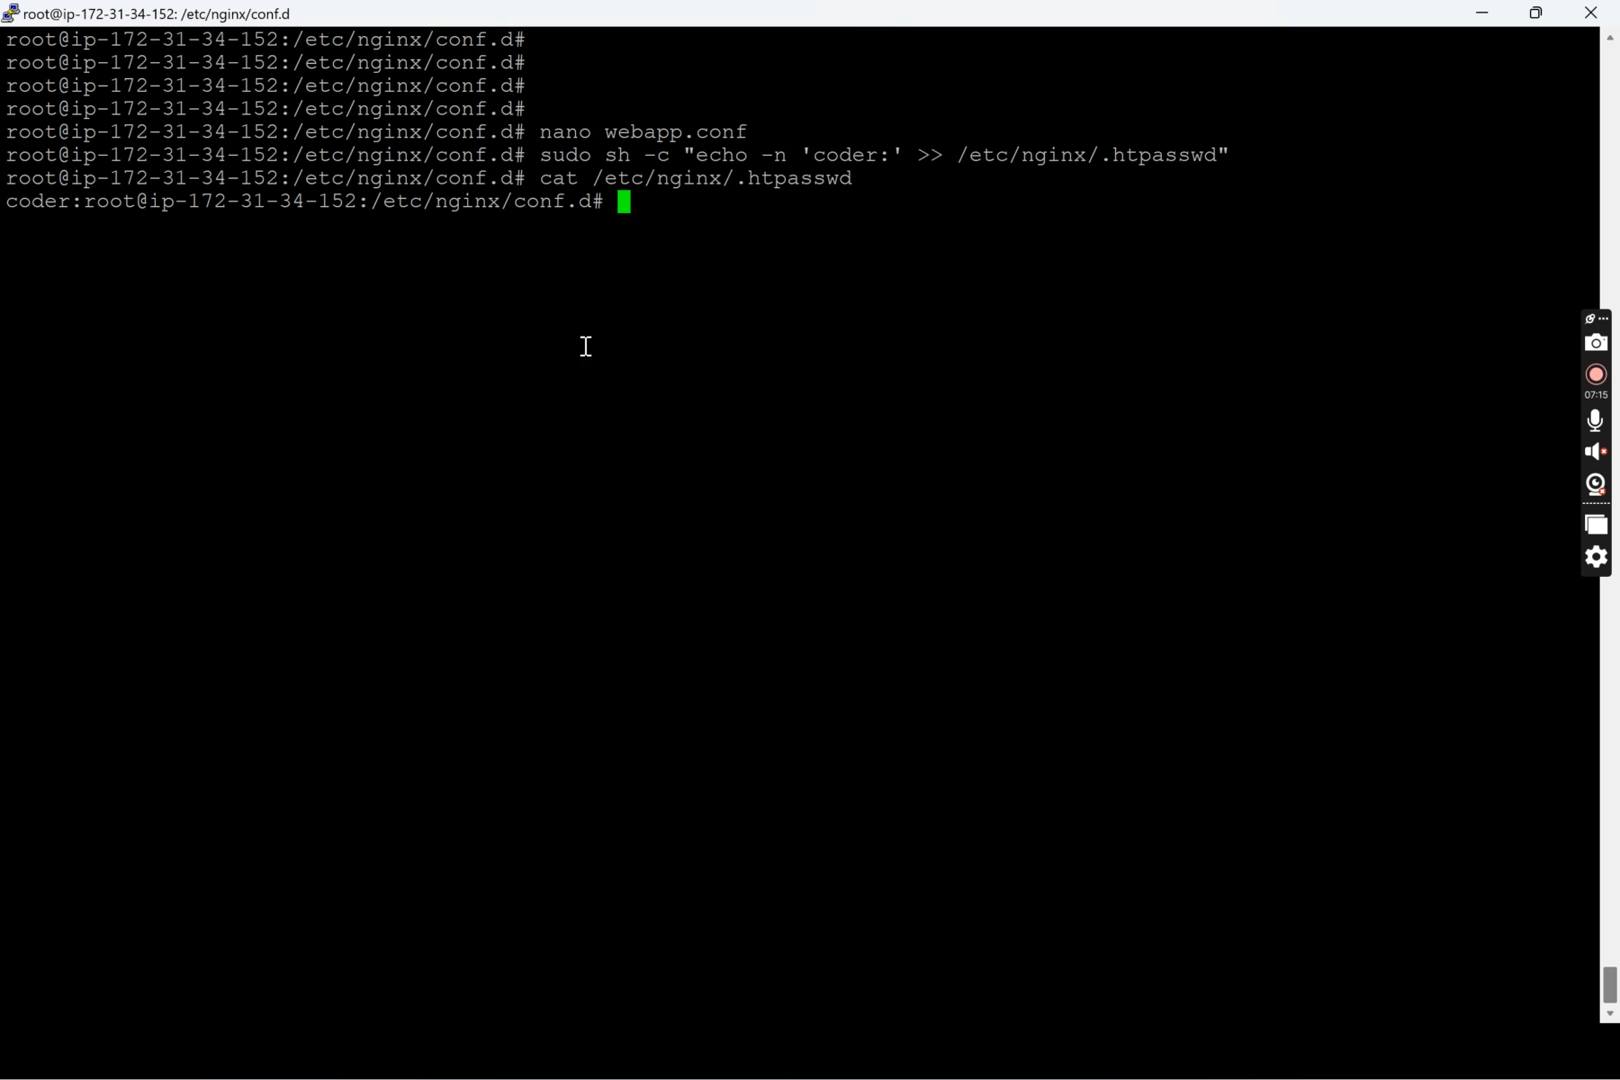 root@ip-172-31-34-152: /etc/nginx/conf.d
root@ip-172-31-34-152:/etc/nginx/conf.d#
root@ip-172-31-34-152:/etc/nginx/conf.d#
root@ip-172-31-34-152:/etc/nginx/conf.d#
root@ip-172-31-34-152:/etc/nginx/conf.d#
root@ip-172-31-34-152:/etc/nginx/conf.d# nano webapp.conf
root@ip-172-31-34-152:/etc/nginx/conf.d# sudo sh -c "echo -n 'coder:' >> /etc/nginx/.htpasswd"
root@ip-172-31-34-152:/etc/nginx/conf.d# cat /etc/nginx/.htpasswd
coder:root@ip-172-31-34-152:/etc/nginx/conf.d#
07:15